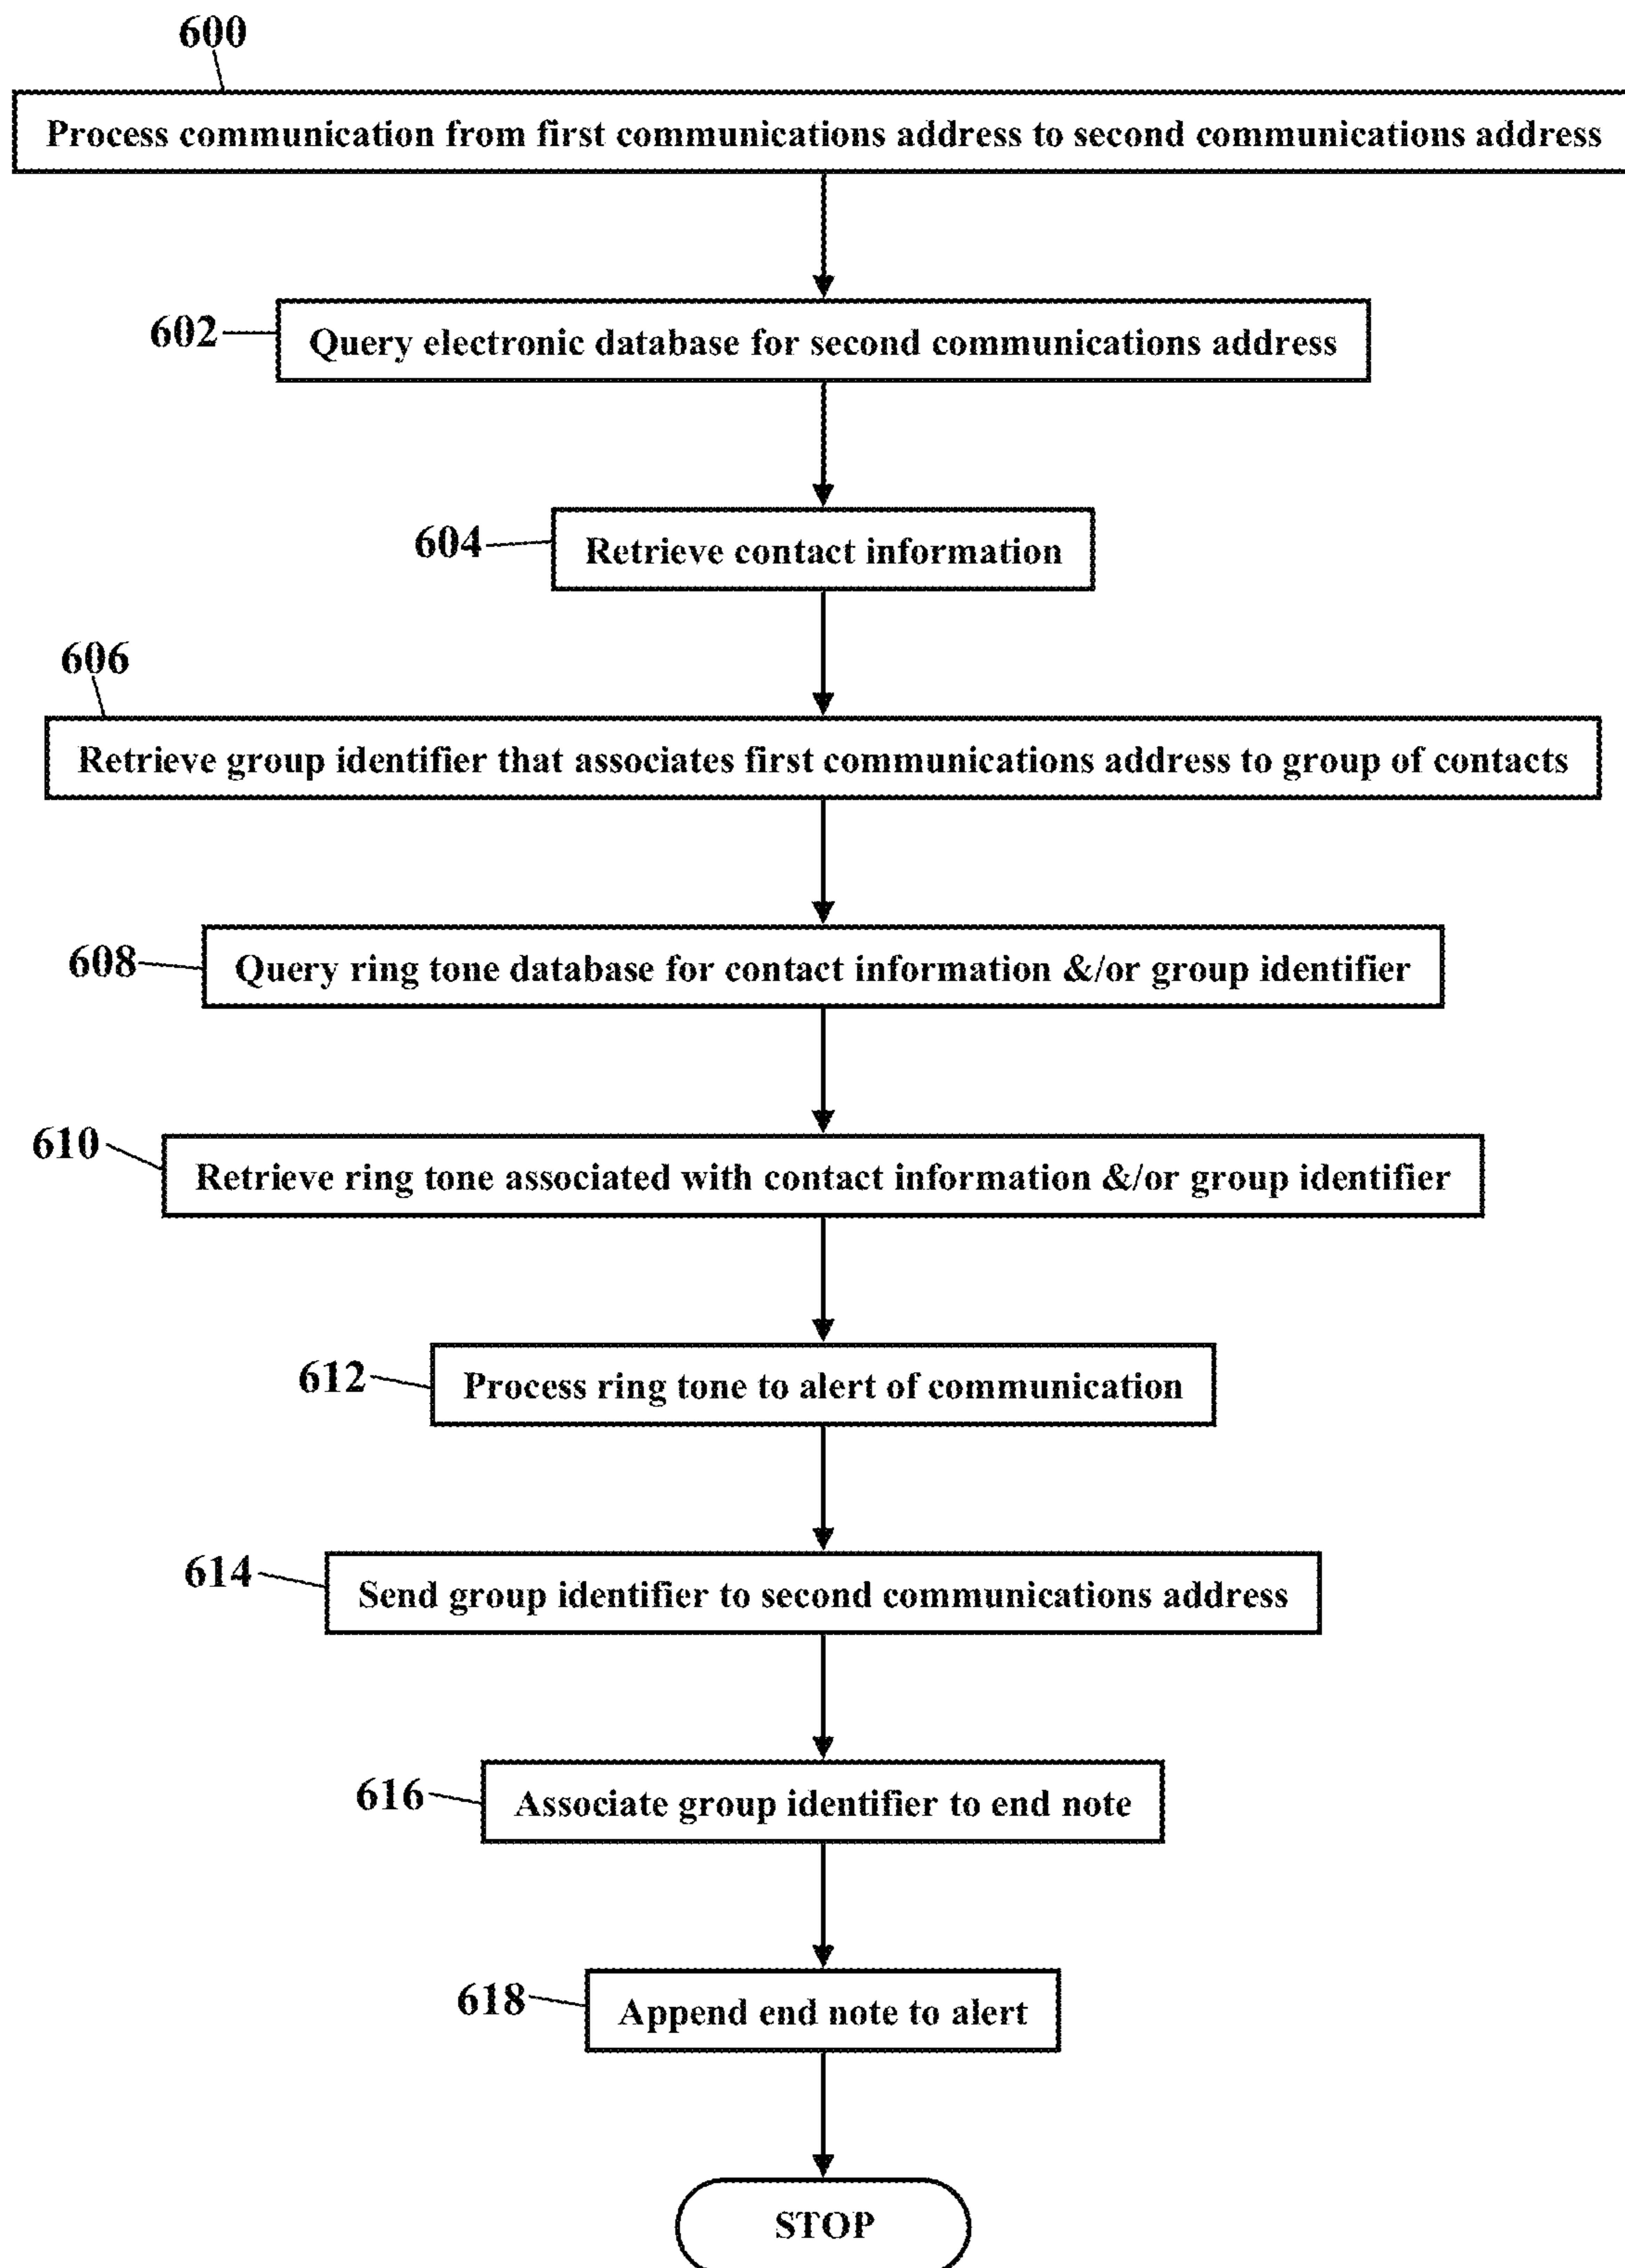 600
Process communication from first communications address to second communications address
602
Query electronic database for second communications address
604
Retrieve contact information
606
Retrieve group identifier that associates first communications address to group of contacts
608
Query ring tone database for contact information &/or group identifier
610
Retrieve ring tone associated with contact information &/or group identifier
612
Process ring tone to alert of communication
614
Send group identifier to second communications address
616
Associate group identifier to end note
618
Append end note to alert
STOP